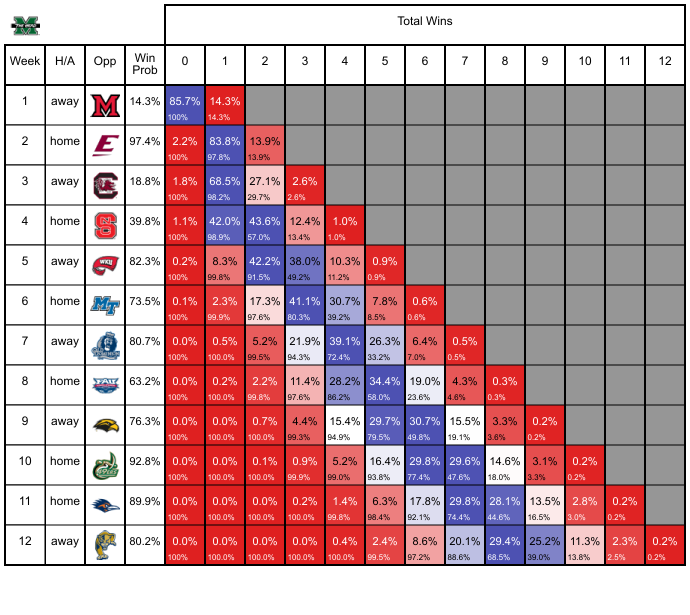 Total Wins
Week H/A Opp Win Prob 0 1 2 3 4 5 6 7 8 9 10 11 12
1 away 14.3% 85.7% 14.3%
100% 14.3%
2 home 97.4% 2.2% 83.8% 13.9%
100% 97.8% 13.9%
3 away 18.8% 1.8% 68.5% 27.1% 2.6%
100% 98.2% 29.7% 2.6%
4 home 39.8% 1.1% 42.0% 43.6% 12.4% 1.0%
100% 98.9% 57.0% 13.4% 1.0%
5 away 82.3% 0.2% 8.3% 42.2% 38.0% 10.3% 0.9%
100% 99.8% 91.5% 49.2% 11.2% 0.9%
6 home 73.5% 0.1% 2.3% 17.3% 41.1% 30.7% 7.8% 0.6%
100% 99.9% 97.6% 80.3% 39.2% 8.5% 0.6%
7 away 80.7% 0.0% 0.5% 5.2% 21.9% 39.1% 26.3% 6.4% 0.5%
100% 100.0% 99.5% 94.3% 72.4% 33.2% 7.0% 0.5%
8 home 63.2% 0.0% 0.2% 2.2% 11.4% 28.2% 34.4% 19.0% 4.3% 0.3%
100% 100.0% 99.8% 97.6% 86.2% 58.0% 23.6% 4.6% 0.3%
9 away 76.3% 0.0% 0.0% 0.7% 4.4% 15.4% 29.7% 30.7% 15.5% 3.3% 0.2%
100% 100.0% 100.0% 99.3% 94.9% 79.5% 49.8% 19.1% 3.6% 0.2%
10 home 92.8% 0.0% 0.0% 0.1% 0.9% 5.2% 16.4% 29.8% 29.6% 14.6% 3.1% 0.2%
100% 100.0% 100.0% 99.9% 99.0% 93.8% 77.4% 47.6% 18.0% 3.3% 0.2%
11 home 89.9% 0.0% 0.0% 0.0% 0.2% 1.4% 6.3% 17.8% 29.8% 28.1% 13.5% 2.8% 0.2%
100% 100.0% 100.0% 100.0% 99.8% 98.4% 92.1% 74.4% 44.6% 16.5% 3.0% 0.2%
12 away 80.2% 0.0% 0.0% 0.0% 0.0% 0.4% 2.4% 8.6% 20.1% 29.4% 25.2% 11.3% 2.3% 0.2%
100% 100.0% 100.0% 100.0% 100.0% 99.5% 97.2% 88.6% 68.5% 39.0% 13.8% 2.5% 0.2%